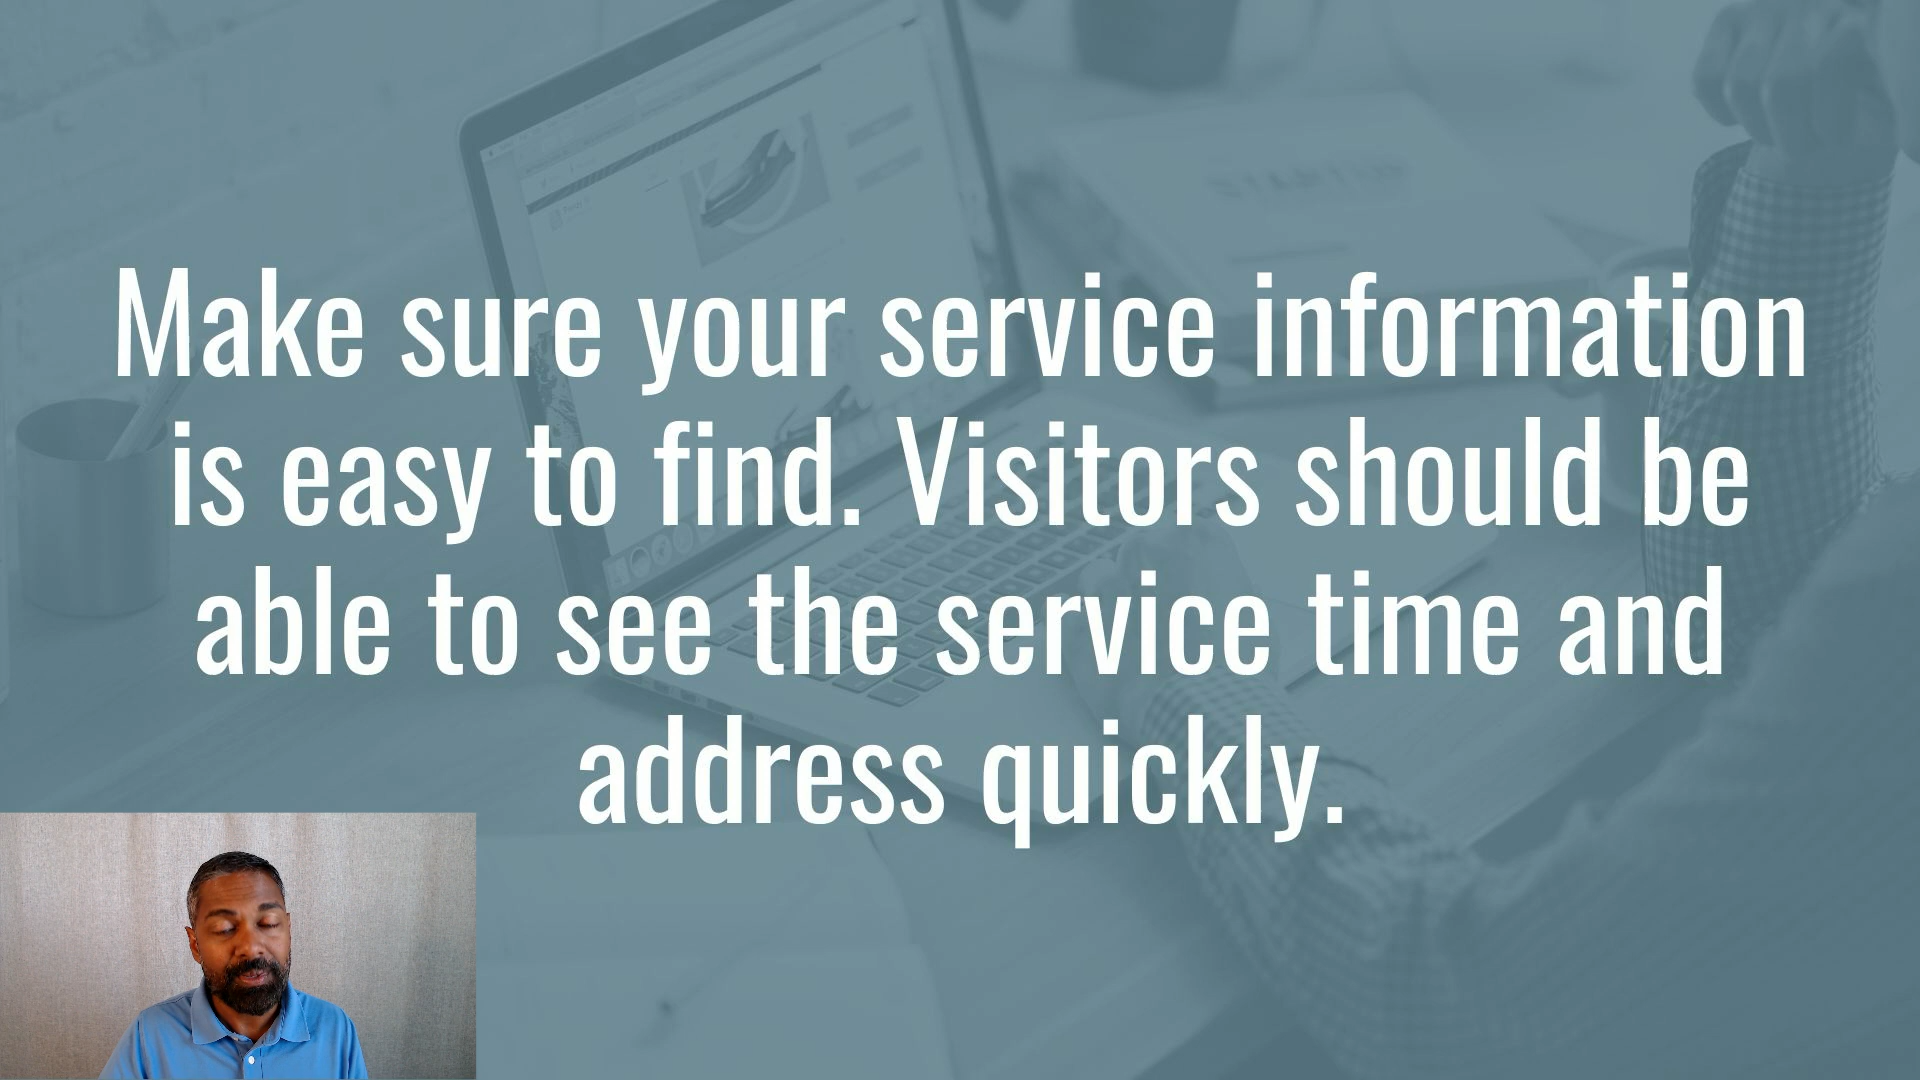 Make sure your service information
is easy to find. Visitors should be
able to see the service time and
address quickly.